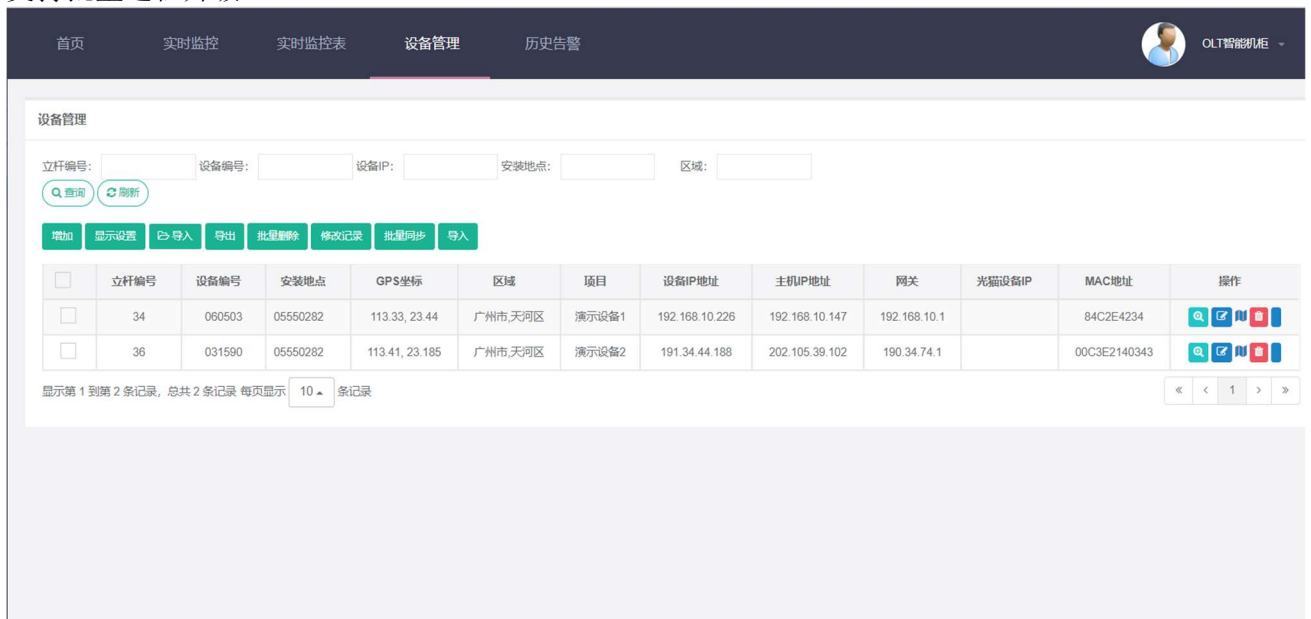 首页 实时监控 实时监控表 设备管理 历史告警 OLT智能机柜
设备管理
立杆编号: 设备编号: 设备IP: 安装地点: 区域:
查询 刷新
增加 显示设置 导入 导出 批量删除 修改记录 批量同步 导入
立杆编号 设备编号 安装地点 GPS坐标 区域 项目 设备IP地址 主机IP地址 网关 光猫设备IP MAC地址 操作
34 060503 05550282 113.33, 23.44 广州市,天河区 演示设备1 192.168.10.226 192.168.10.147 192.168.10.1 84C2E4234
36 031590 05550282 113.41, 23.185 广州市,天河区 演示设备2 191.34.44.188 202.105.39.102 190.34.74.1 00C3E2140343
显示第 1 到第 2 条记录，总共 2 条记录 每页显示 10 条记录 « ‹ 1 › »